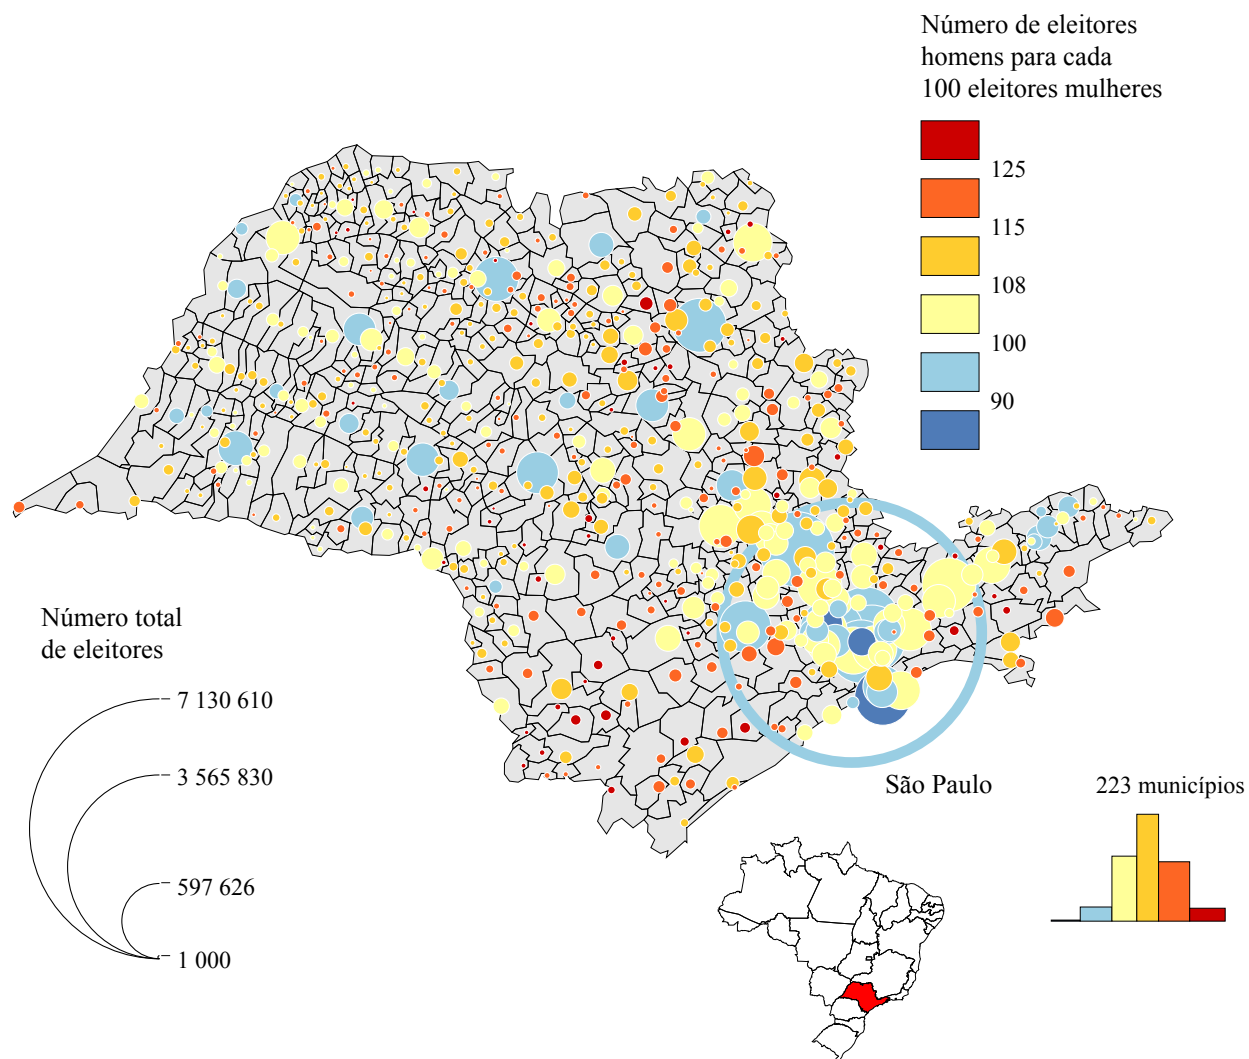 Número de eleitores
homens para cada
100 eleitores mulheres
125
115
108
100
90
Número total
de eleitores
7 130 610
3 565 830
597 626
1 000
São Paulo
223 municípios